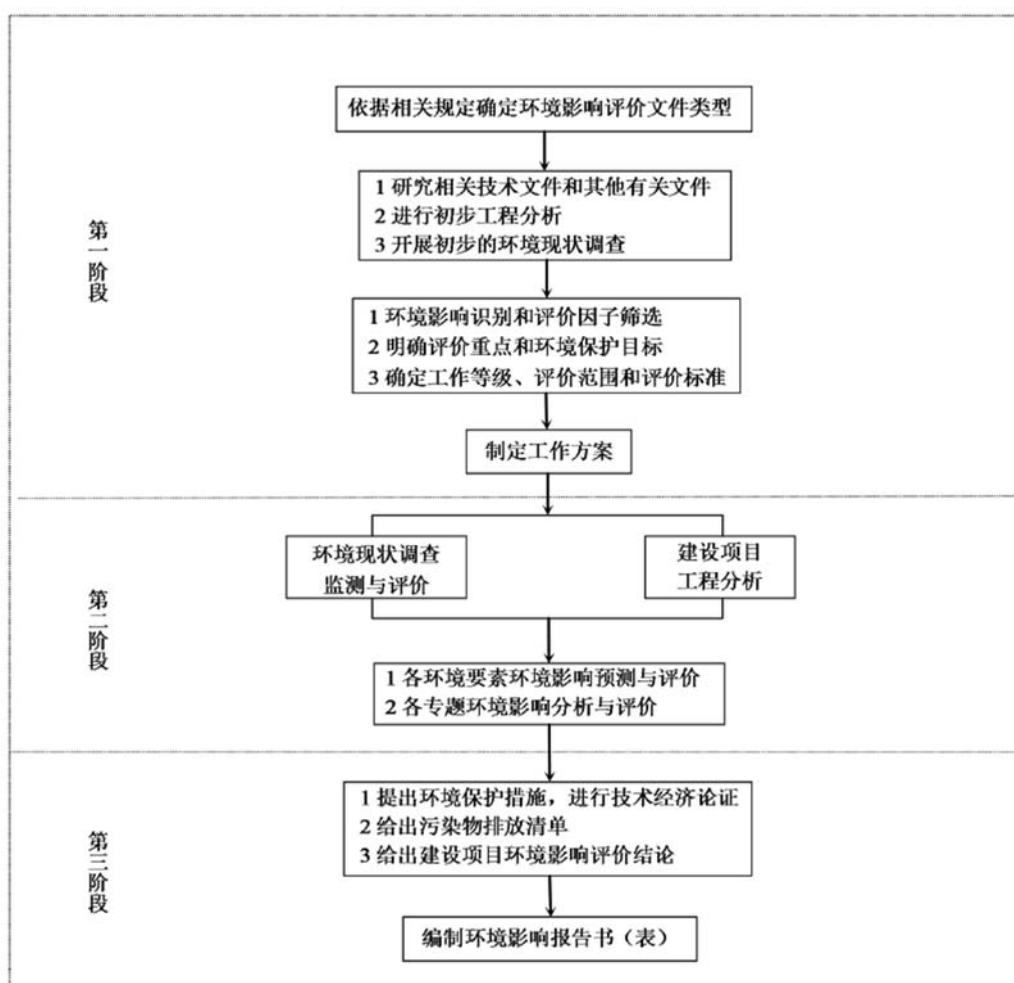 依据相关规定确定环境影响评价文件类型
1 研究相关技术文件和其他有关文件
2 进行初步工程分析
3 开展初步的环境现状调查
第一阶段
1 环境影响识别和评价因子筛选
2 明确评价重点和环境保护目标
3 确定工作等级、评价范围和评价标准
制定工作方案
环境现状调查
监测与评价
建设项目
工程分析
第二阶段
1 各环境要素环境影响预测与评价
2 各专题环境影响分析与评价
1 提出环境保护措施，进行技术经济论证
2 给出污染物排放清单
3 给出建设项目环境影响评价结论
第三阶段
编制环境影响报告书（表）